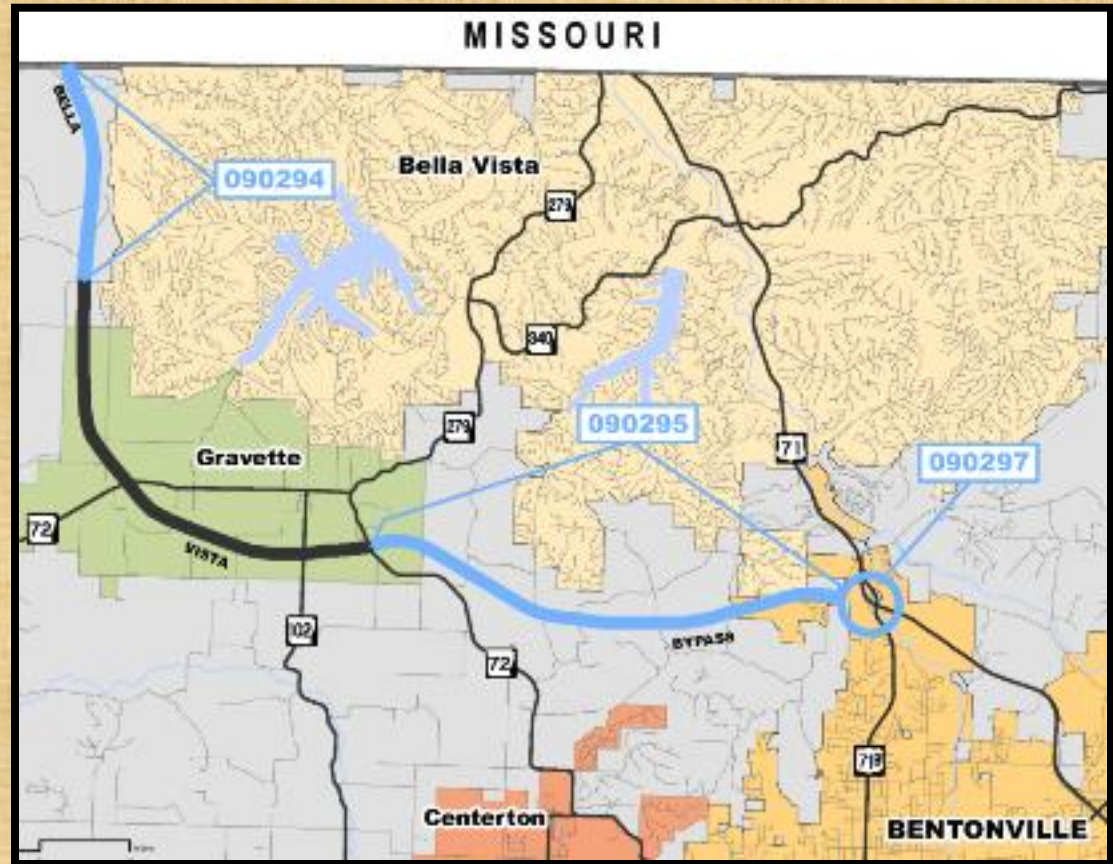 MISSOURI
BELLA
090294
Bella Vista
279
340
279
090295
71
090297
Gravette
72
VISTA
102
BYPASS
72
71B
Centerton
BENTONVILLE